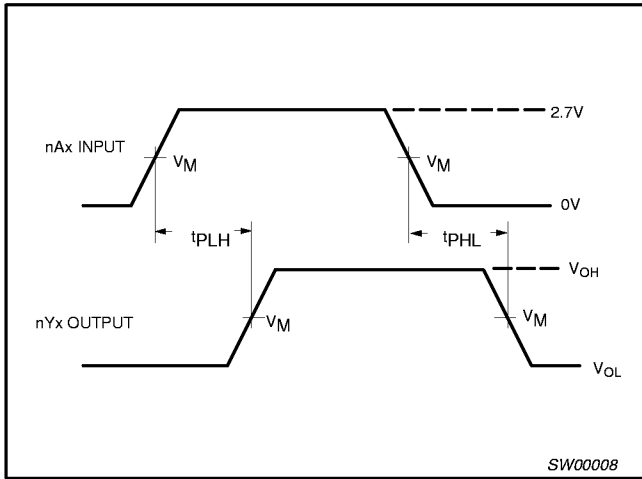 2.7V
nAx INPUT
VM
VM
0V
tPLH
tPHL
VOH
nYx OUTPUT
VM
VM
VOL
SW00008